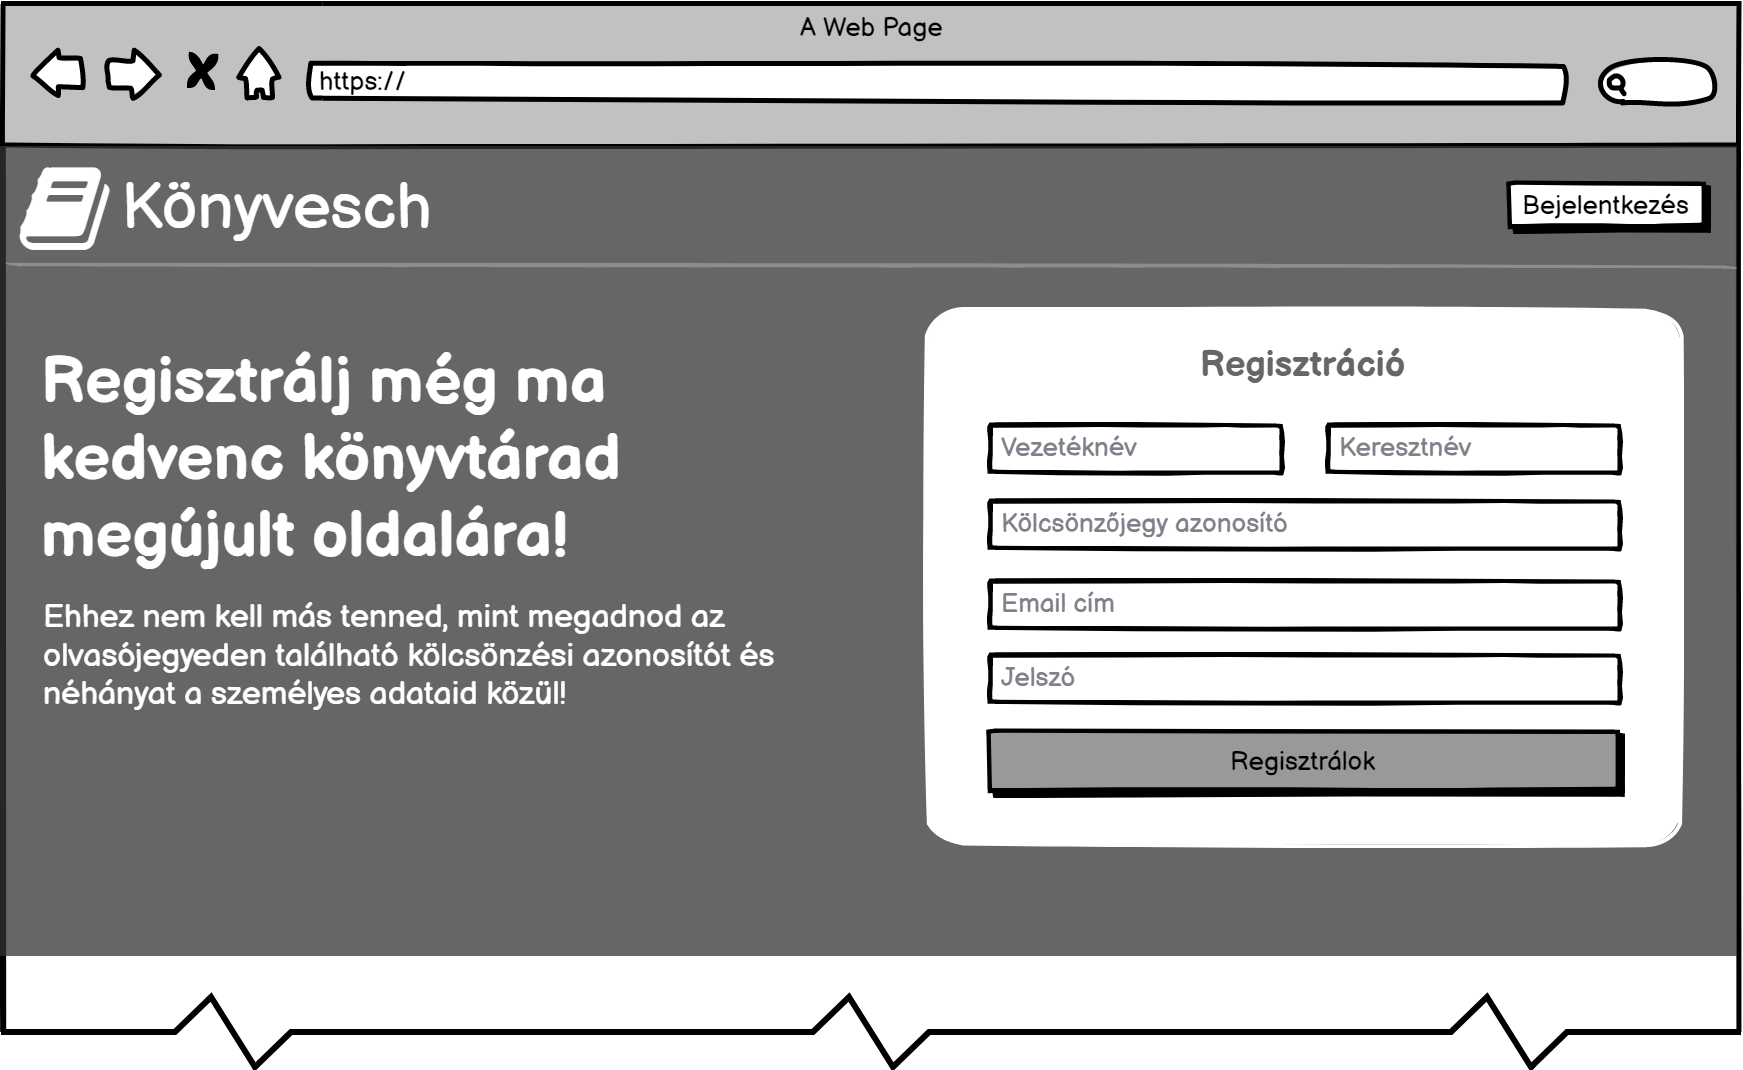 A Web Page
https://
Könyvesch
Bejelentkezés
Regisztrálj még ma
kedvenc könyvtárad
megújult oldalára!
Ehhez nem kell más tenned, mint megadnod az
olvasójegyeden található kölcsönzési azonosítót és
néhányat a személyes adataid közül!
Regisztráció
Vezetéknév
Keresztnév
Kölcsönzőjegy azonosító
Email cím
Jelszó
Regisztrálok